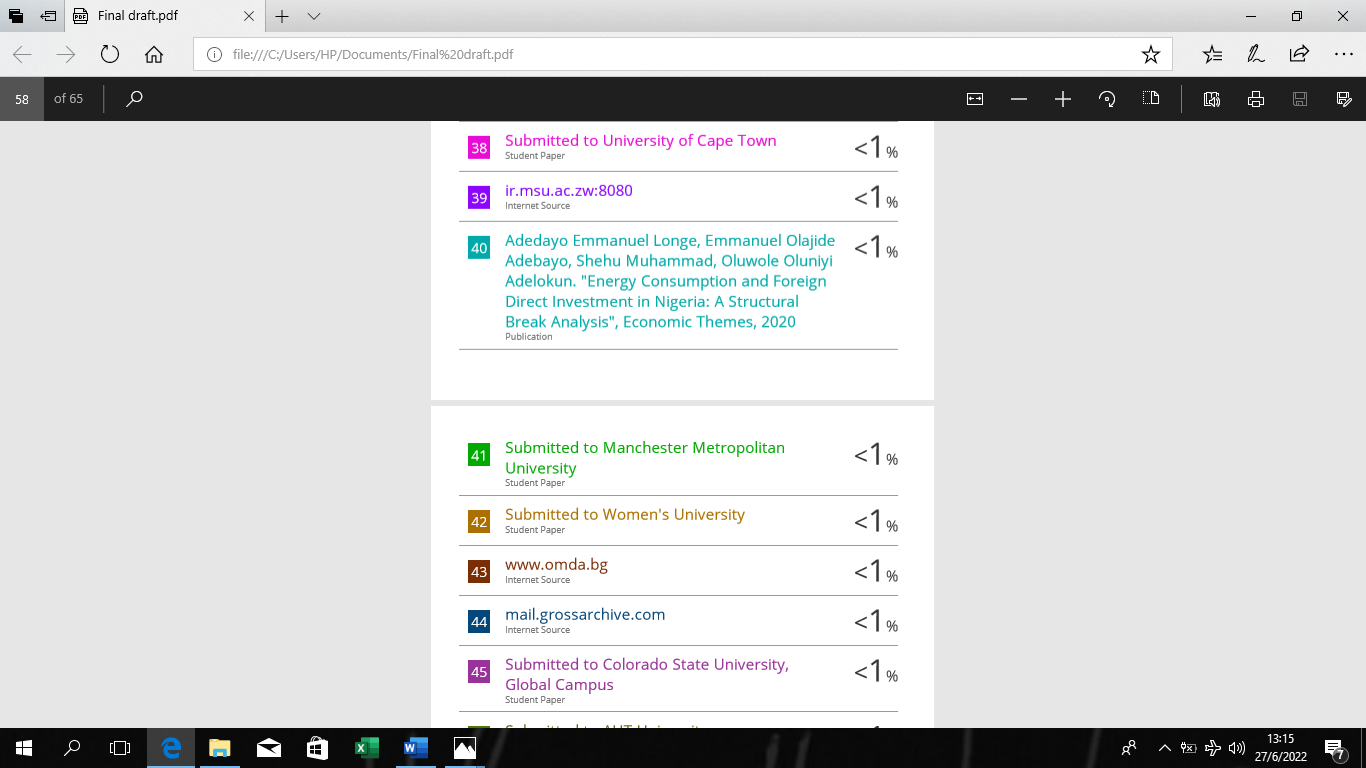 Final draft.pdf
file:///C:/Users/HP/Documents/Final%20draft.pdf
58 of 65
38 Submitted to University of Cape Town <1%
Student Paper
39 ir.msu.ac.zw:8080 <1%
Internet Source
40 Adedayo Emmanuel Longe, Emmanuel Olajide <1%
Adebayo, Shehu Muhammad, Oluwole Oluniyi
Adelokun. "Energy Consumption and Foreign
Direct Investment in Nigeria: A Structural
Break Analysis", Economic Themes, 2020
Publication
41 Submitted to Manchester Metropolitan <1%
University
Student Paper
42 Submitted to Women's University <1%
Student Paper
43 www.omda.bg <1%
Internet Source
44 mail.grossarchive.com <1%
Internet Source
45 Submitted to Colorado State University, <1%
Global Campus
Student Paper
13:15
27/6/2022
7